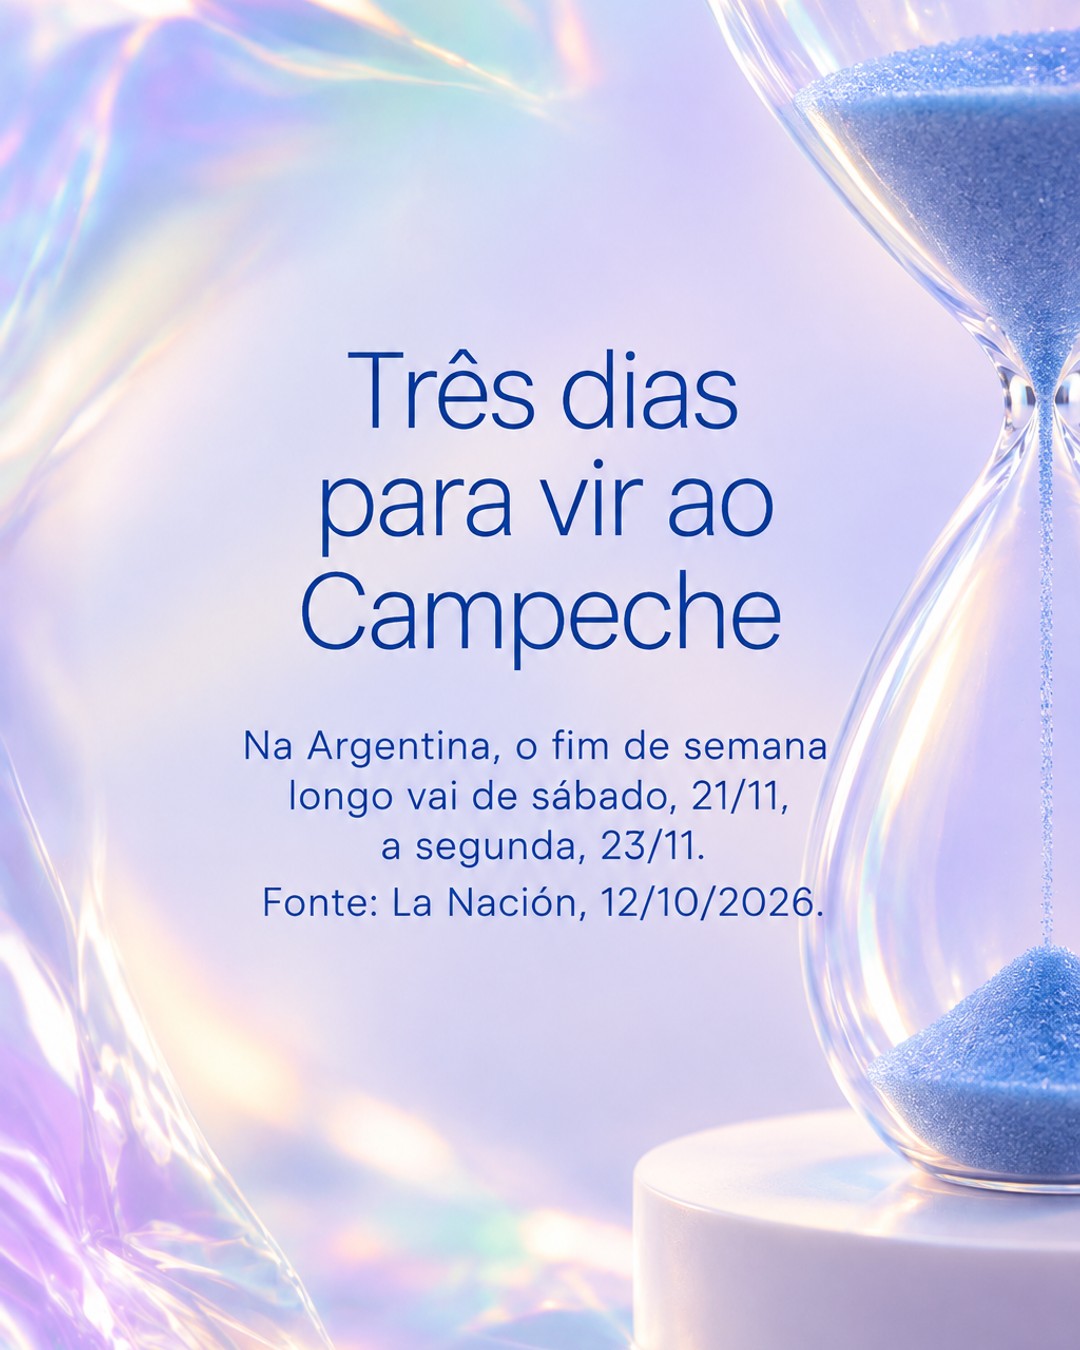 Três dias
para vir ao
Campeche
Na Argentina, o fim de semana
longo vai de sábado, 21/11,
a segunda, 23/11.
Fonte: La Nación, 12/10/2026.